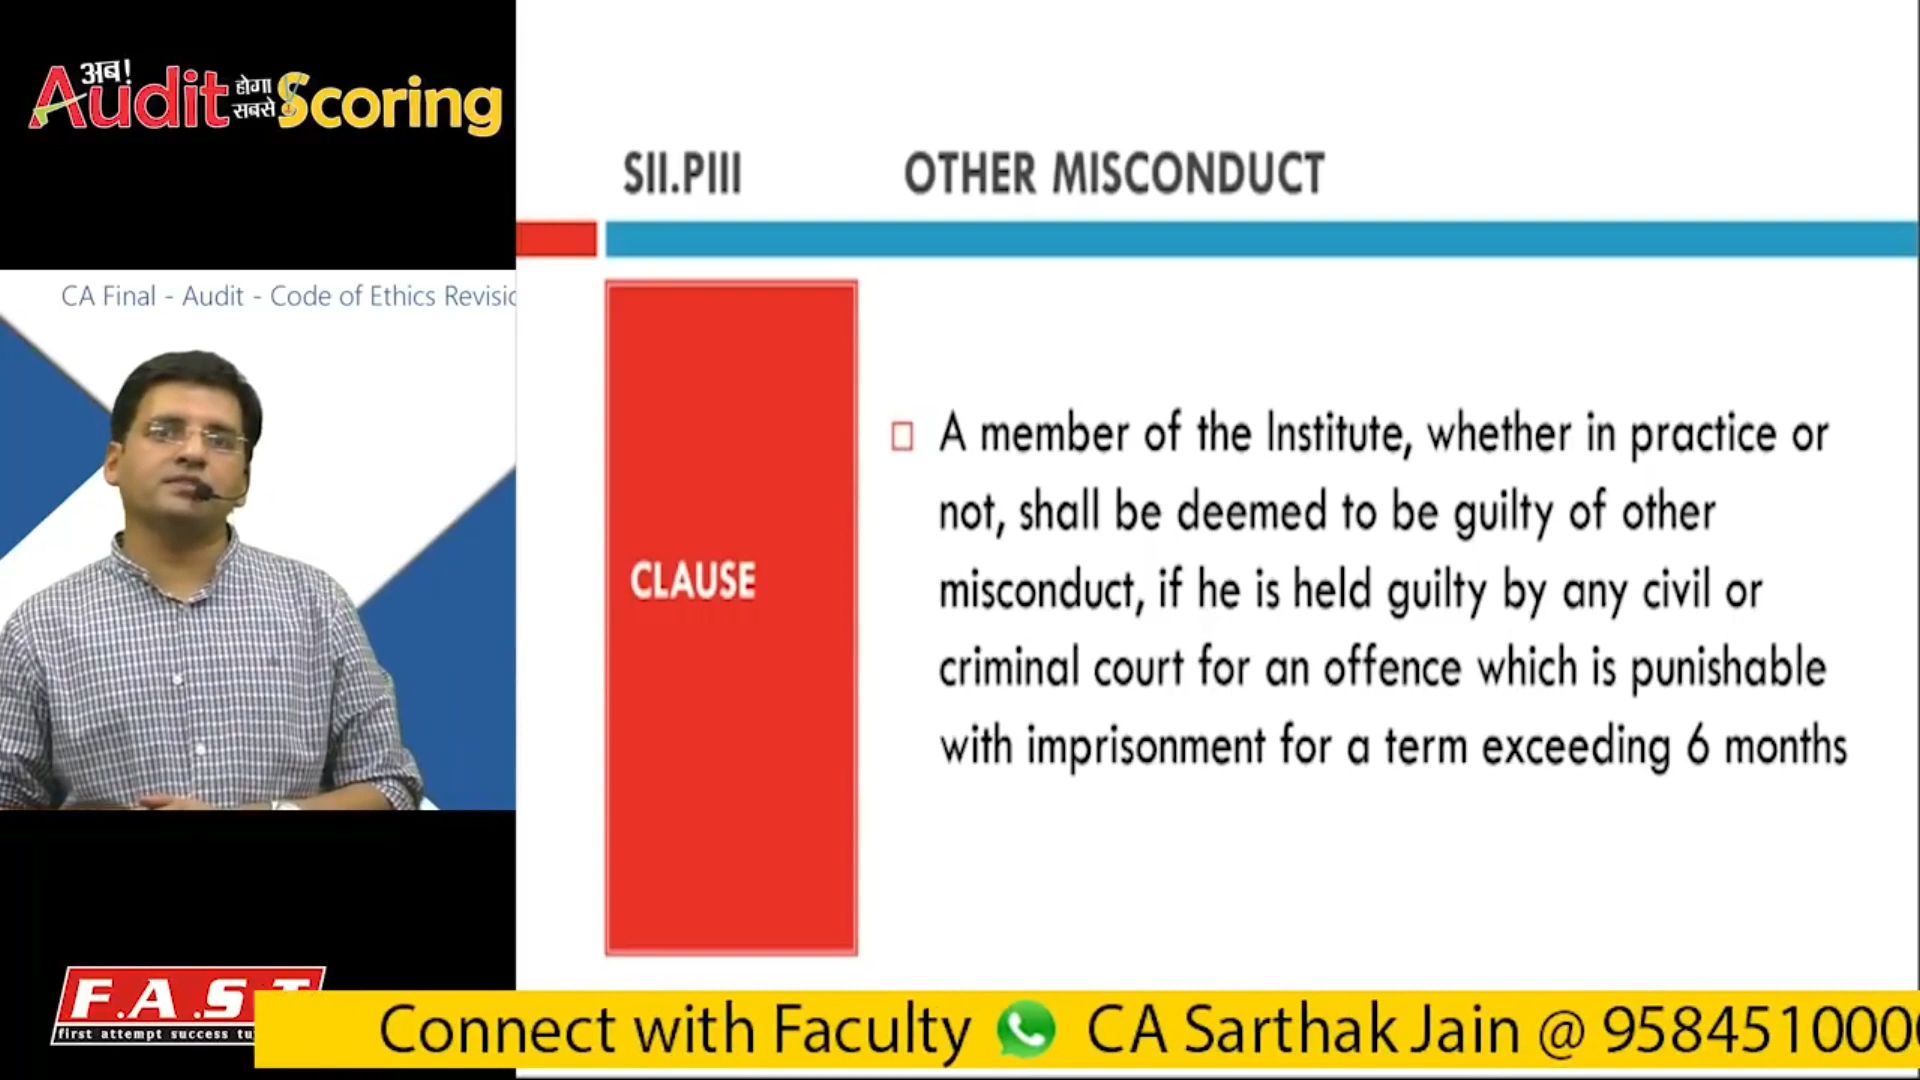 अब!
Audit होगा सबसे Scoring
CA Final - Audit - Code of Ethics Revisio
SII.PIII OTHER MISCONDUCT
CLAUSE
A member of the Institute, whether in practice or
not, shall be deemed to be guilty of other
misconduct, if he is held guilty by any civil or
criminal court for an offence which is punishable
with imprisonment for a term exceeding 6 months
F.A.S.T
first attempt success tu
Connect with Faculty CA Sarthak Jain @ 958451000